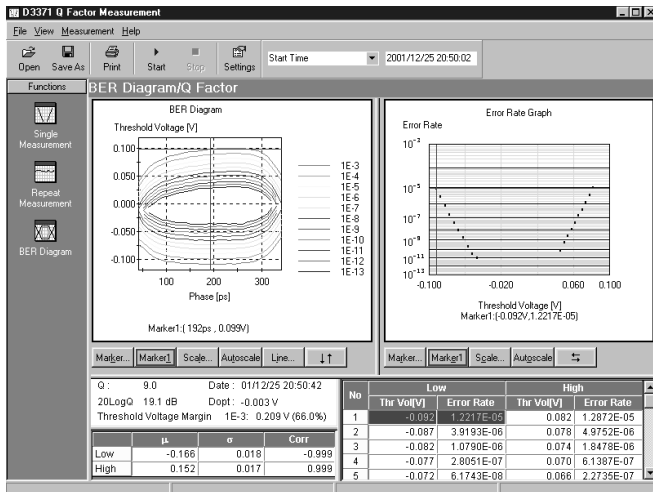 D3371 Q Factor Measurement
File View Measurement Help
Open Save As Print Start Stop Settings Start Time 2001/12/25 20:50:02
Functions
Single Measurement
Repeat Measurement
BER Diagram
BER Diagram/Q Factor
BER Diagram
Threshold Voltage [V]
0.100
0.050
0.000
-0.050
-0.100
100 200 300
Phase [ps]
1E-3
1E-4
1E-5
1E-6
1E-7
1E-8
1E-9
1E-10
1E-11
1E-12
1E-13
Marker1:( 192ps , 0.099V)
Marker... Marker1 Scale... Autoscale Line...
Error Rate Graph
Error Rate
10-3
10-5
10-7
10-9
10-11
10-13
-0.100 -0.020 0.060 0.100
Threshold Voltage [V]
Marker1:(-0.092V,1.2217E-05)
Marker... Marker1 Scale... Autoscale
Q : 9.0 Date : 01/12/25 20:50:42
20LogQ 19.1 dB Dopt : -0.003 V
Threshold Voltage Margin 1E-3: 0.209 V (66.0%)
μ σ Corr
Low -0.166 0.018 -0.999
High 0.152 0.017 0.999
No Low High
Thr Vol[V] Error Rate Thr Vol[V] Error Rate
1 -0.092 1.2217E-05 0.082 1.2872E-05
2 -0.087 3.9193E-06 0.078 4.9752E-06
3 -0.082 1.0790E-06 0.074 1.8478E-06
4 -0.077 2.8051E-07 0.070 6.1387E-07
5 -0.072 6.1743E-08 0.066 2.2735E-07